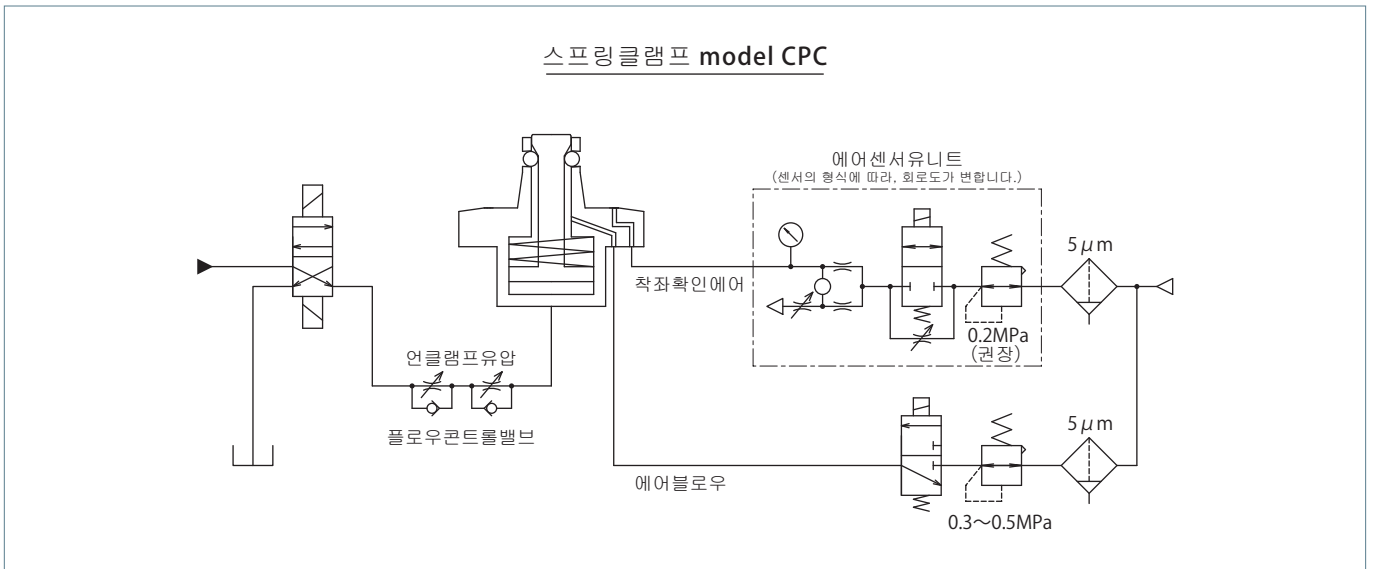 스프링클램프 model CPC
에어센서유니트
(센서의 형식에 따라, 회로도가 변합니다.)
5μm
착좌확인에어
0.2MPa
(권장)
언클램프유압
플로우콘트롤밸브
5μm
에어블로우
0.3~0.5MPa